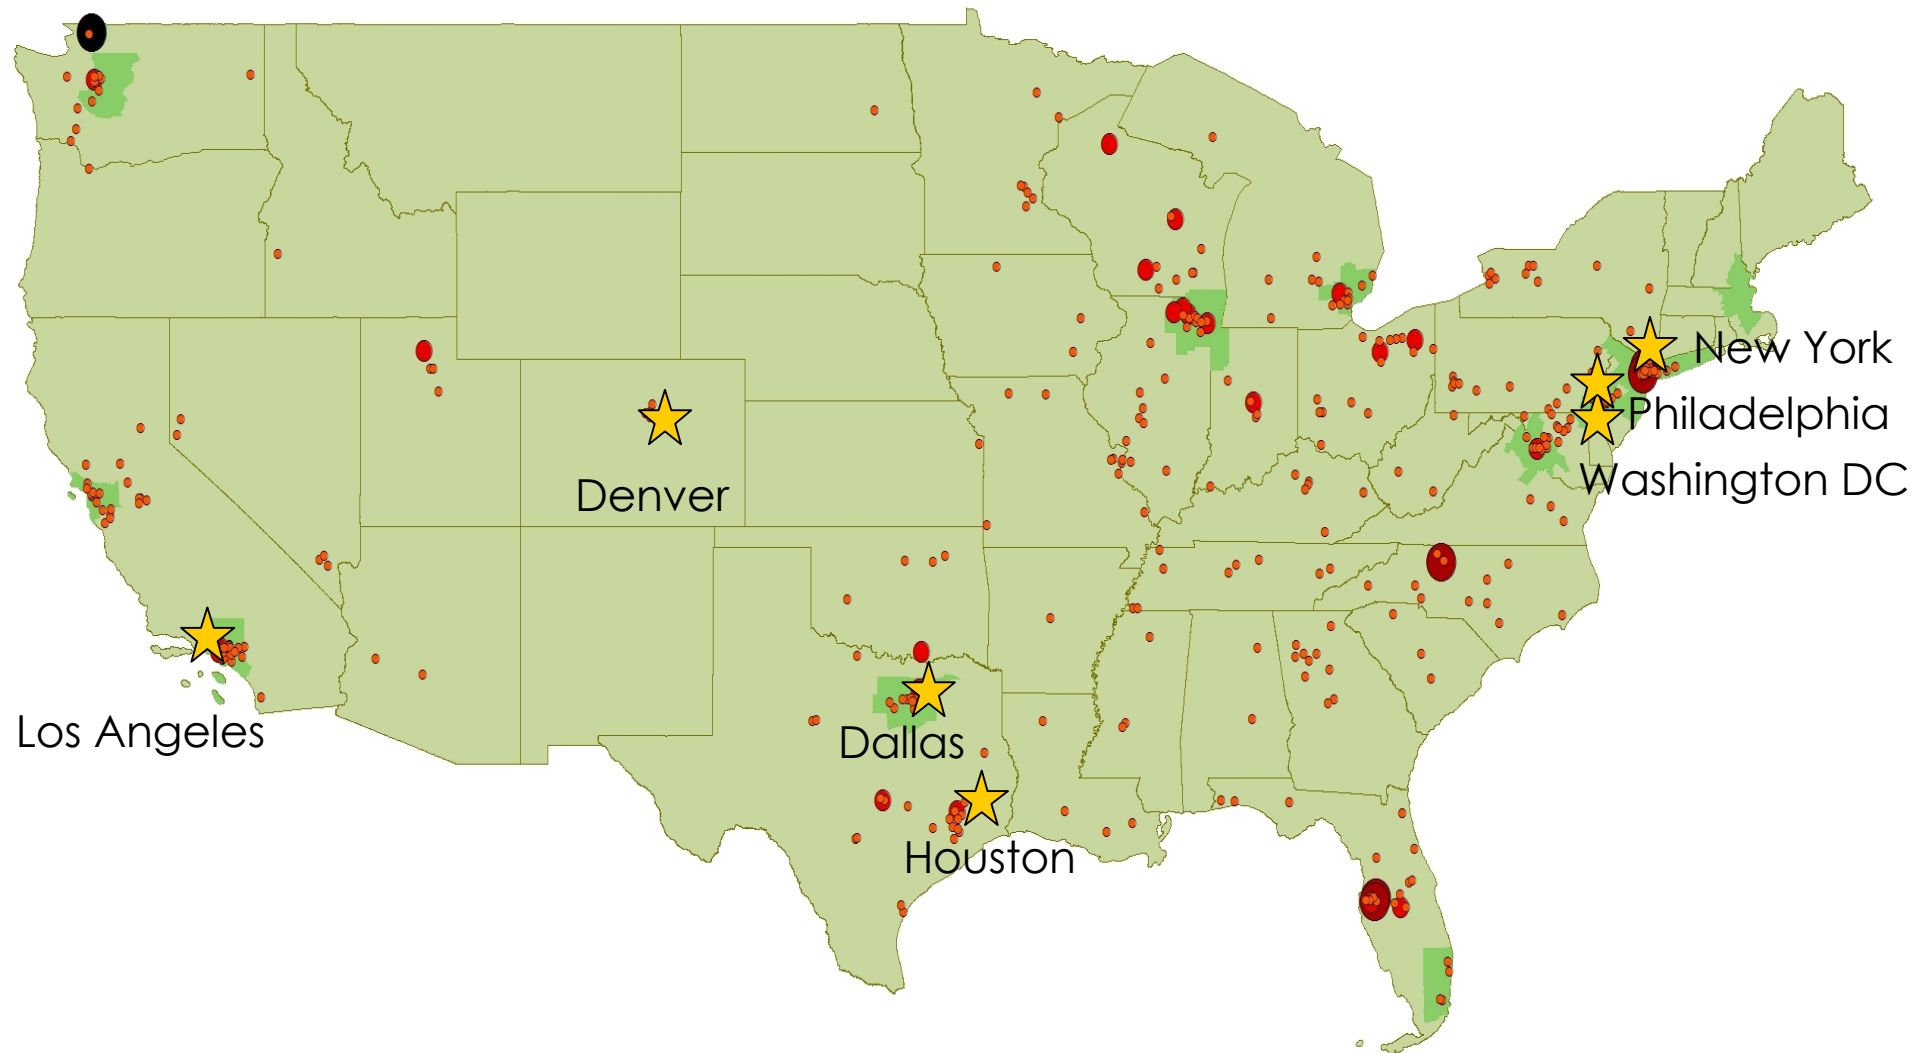 New York
Philadelphia
Washington DC
Denver
Los Angeles
Dallas
Houston